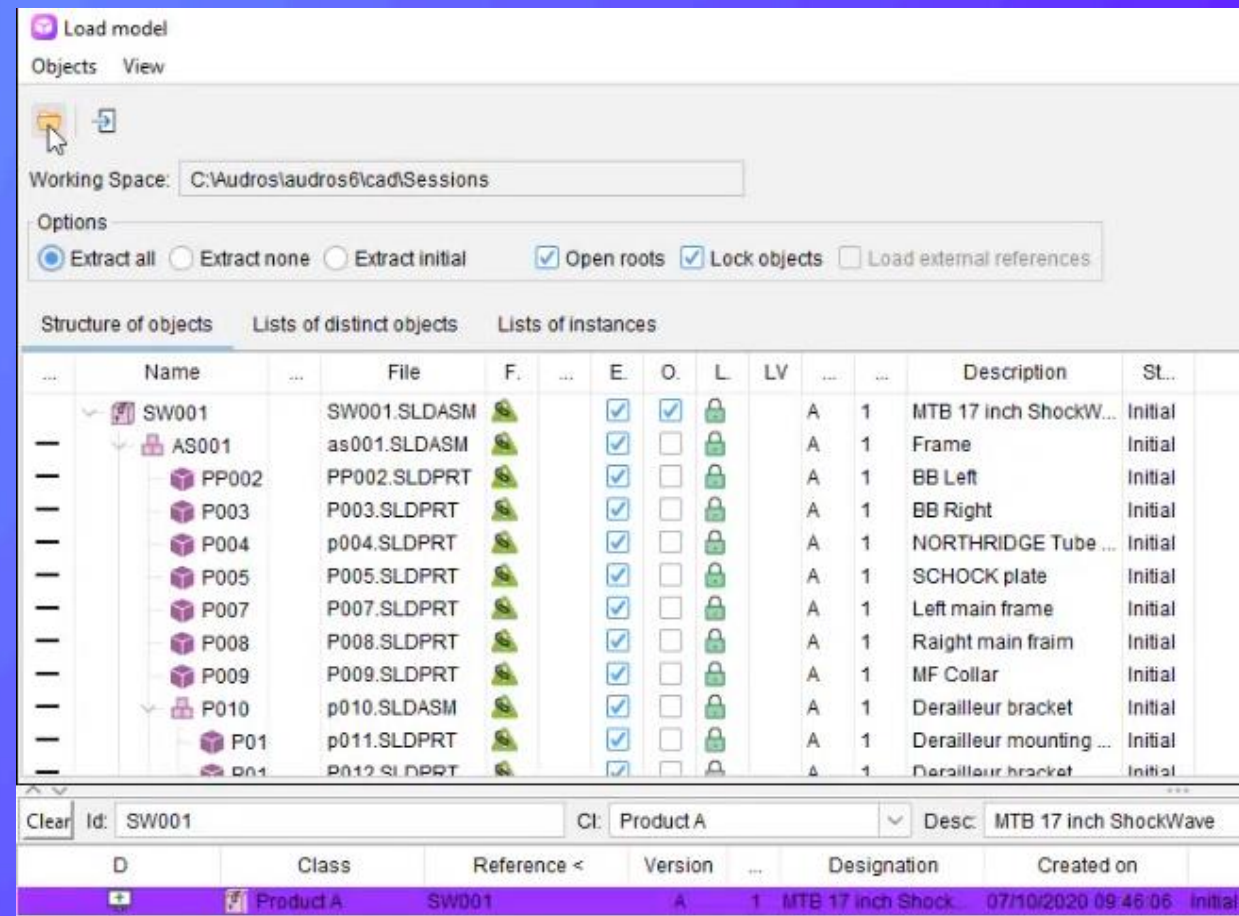 Load model
Objects View
Working Space: C:\Audros\audros6\cad\Sessions
Options
Extract all Extract none Extract initial Open roots Lock objects Load external references
Structure of objects Lists of distinct objects Lists of instances
... Name ... File F. ... E. O. L. LV ... ... Description St...
SW001 SW001.SLDASM A 1 MTB 17 inch ShockW... Initial
AS001 as001.SLDASM A 1 Frame Initial
PP002 PP002.SLDPRT A 1 BB Left Initial
P003 P003.SLDPRT A 1 BB Right Initial
P004 p004.SLDPRT A 1 NORTHRIDGE Tube ... Initial
P005 P005.SLDPRT A 1 SCHOCK plate Initial
P007 P007.SLDPRT A 1 Left main frame Initial
P008 P008.SLDPRT A 1 Raight main fraim Initial
P009 P009.SLDPRT A 1 MF Collar Initial
P010 p010.SLDASM A 1 Derailleur bracket Initial
P01 p011.SLDPRT A 1 Derailleur mounting ... Initial
P01 P012.SLDPRT A 1 Derailleur bracket Initial
Clear Id: SW001 Cl: Product A Desc: MTB 17 inch ShockWave
D Class Reference < Version ... Designation Created on
Product A SW001 A 1 MTB 17 inch Shock... 07/10/2020 09:46:06 Initial